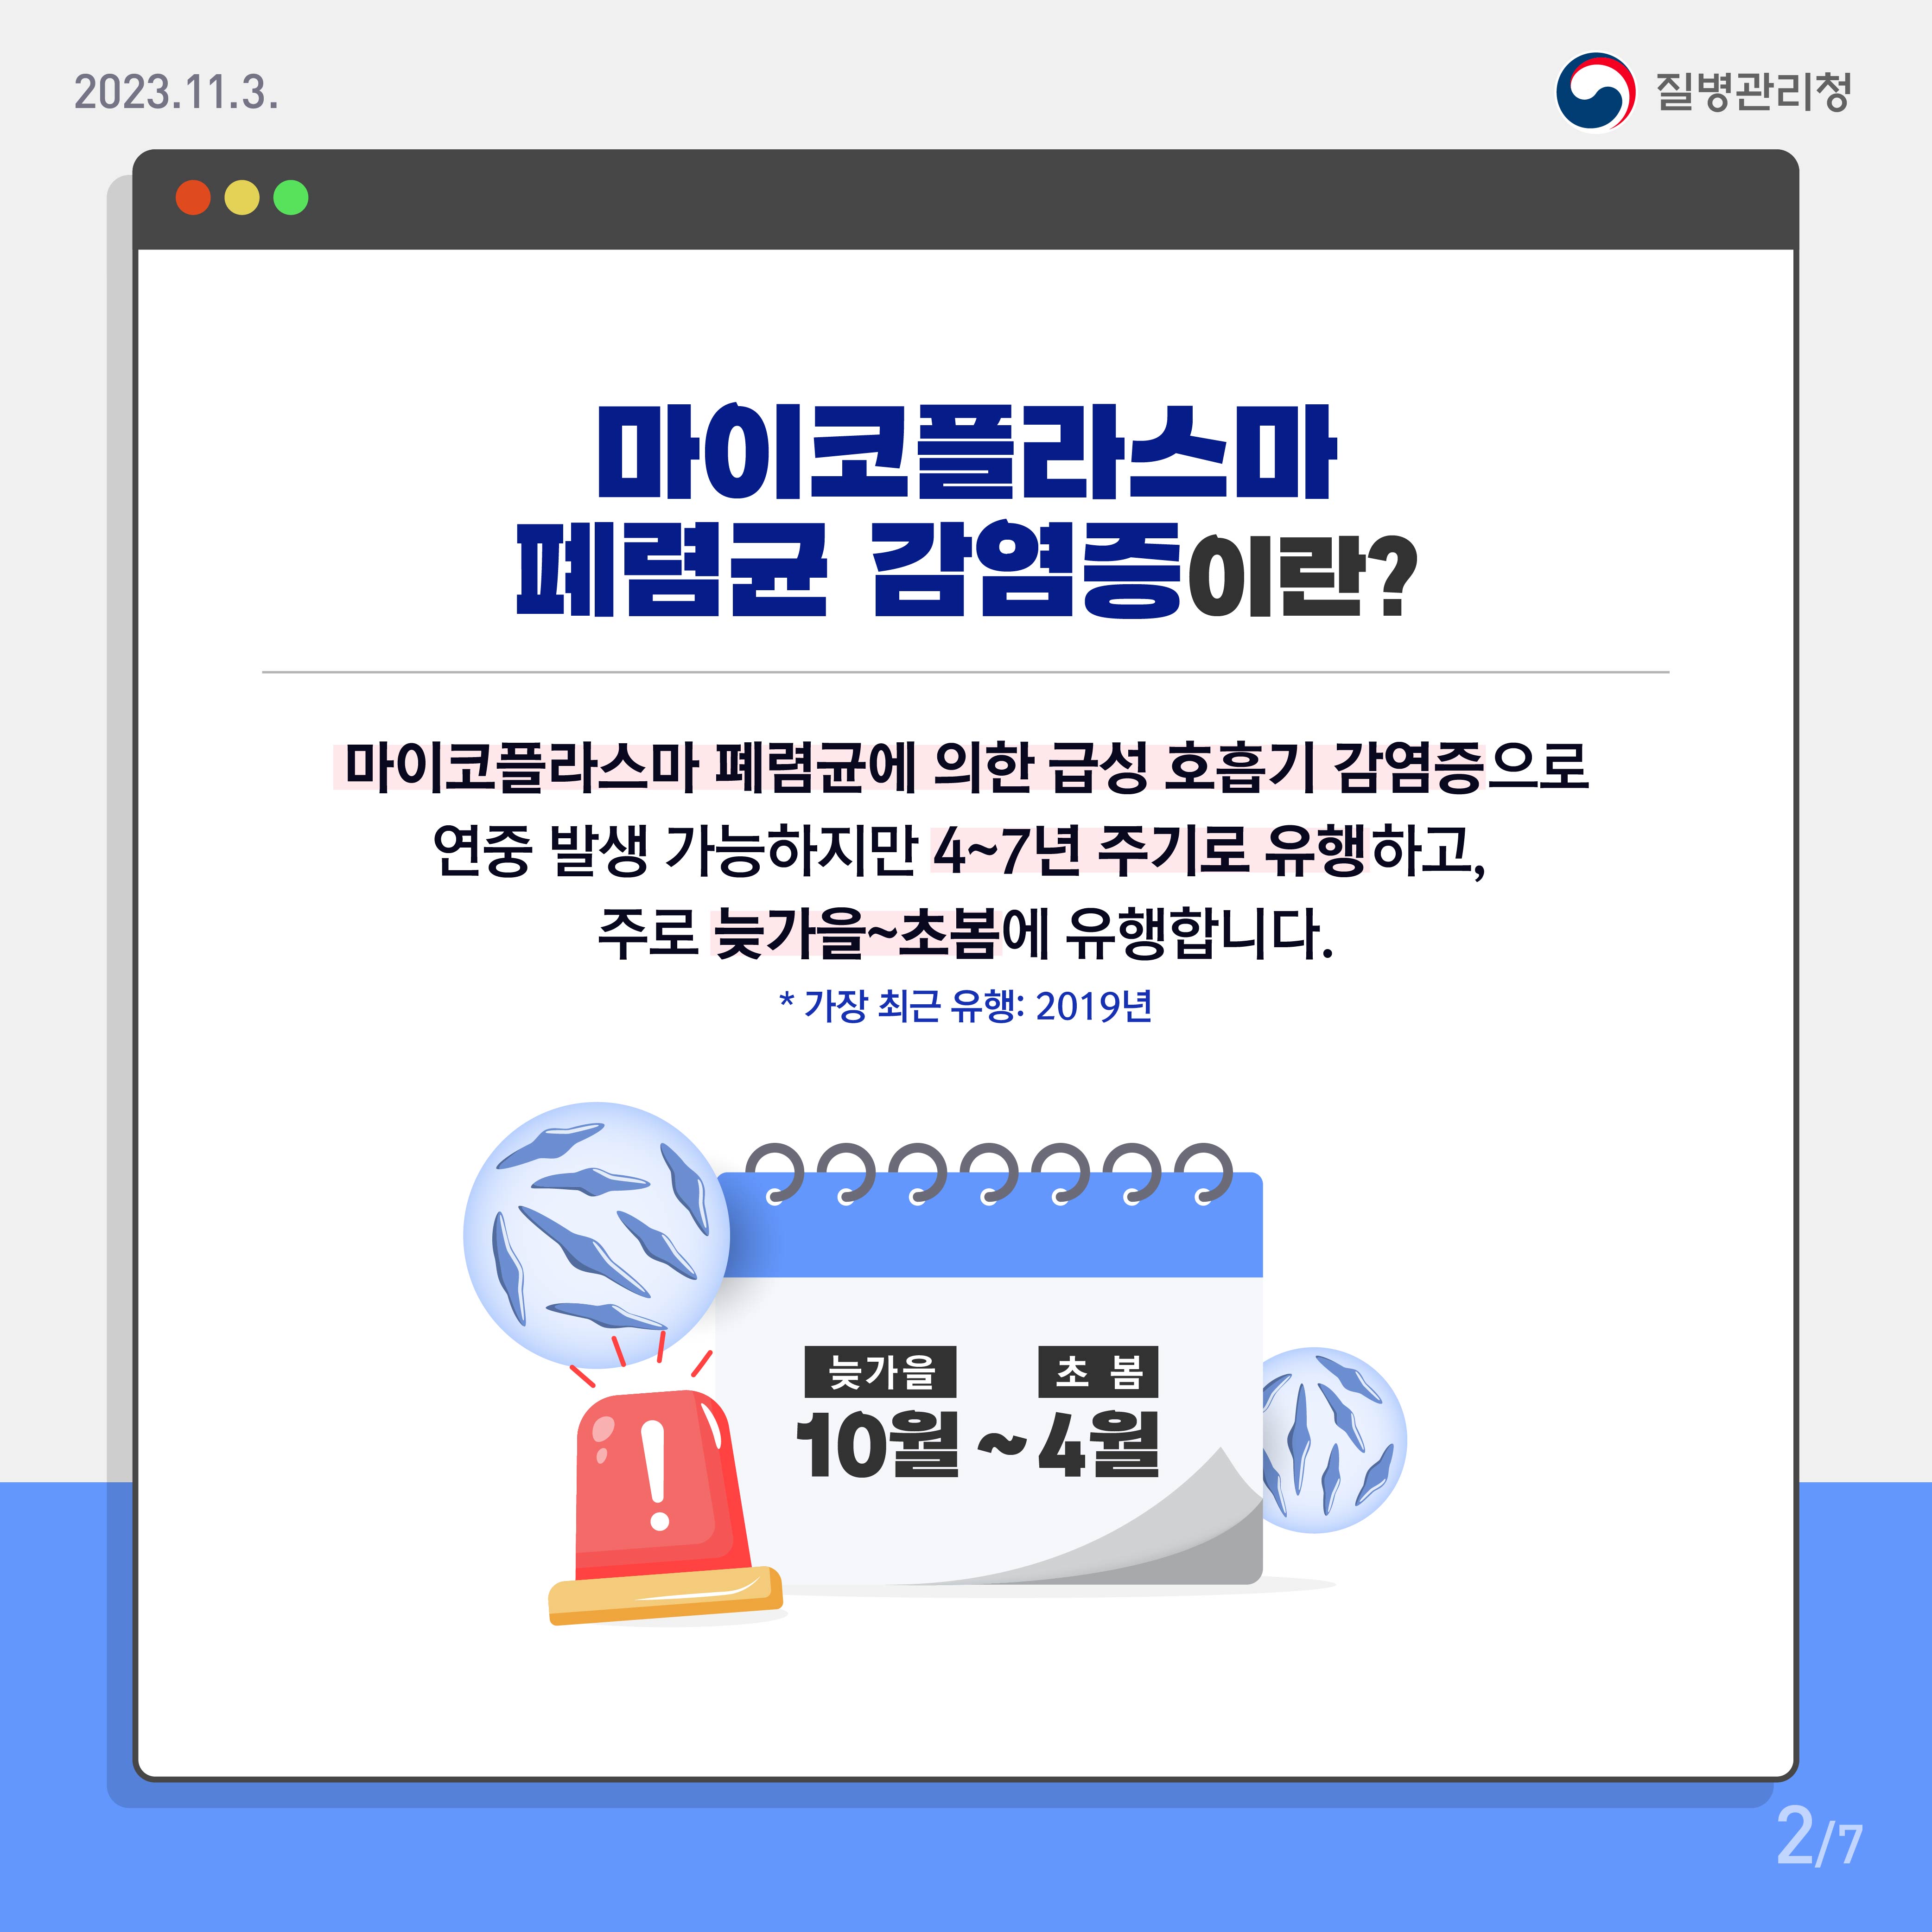 2023.11.3.
질병관리청
마이코플라스마
폐렴균 감염증이란?
마이코플라스마 폐렴균에 의한 급성 호흡기 감염증으로
연중 발생 가능하지만 4~7년 주기로 유행하고,
주로 늦가을~초봄에 유행합니다.
* 가장 최근 유행: 2019년
늦가을 초 봄
10월 ~ 4월
2/7